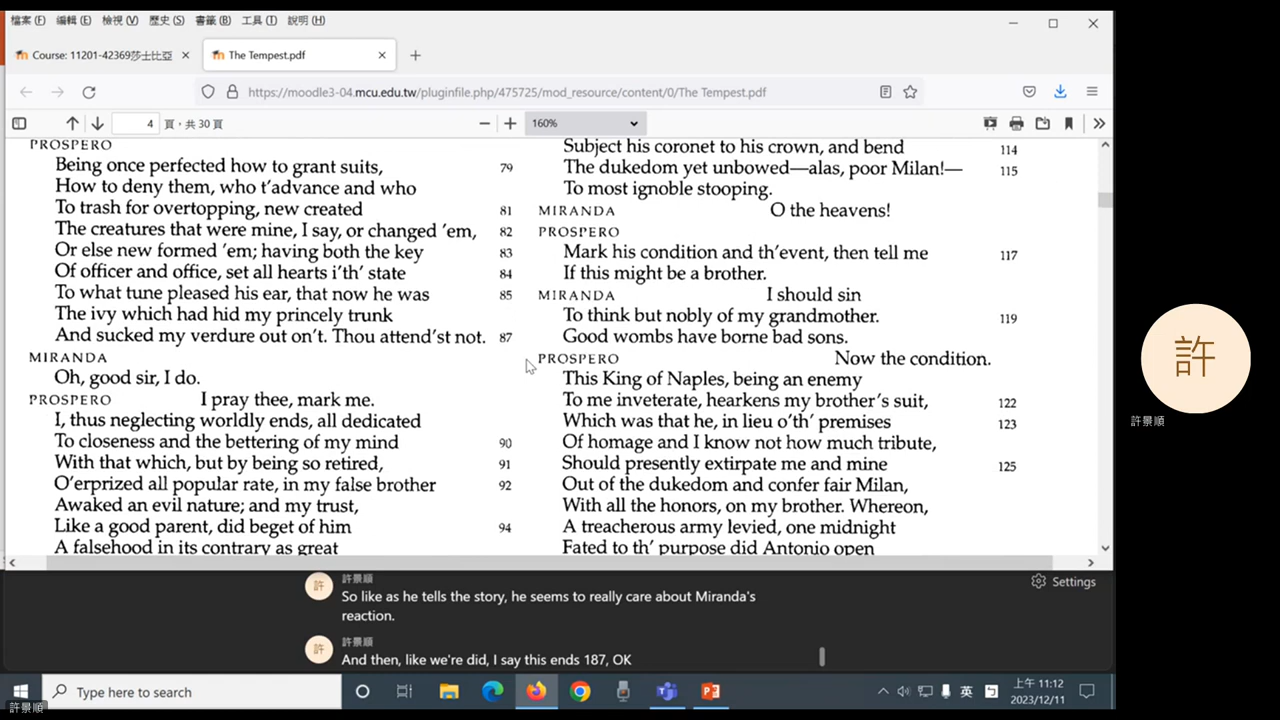 檔案 (F) 編輯 (E) 檢視 (V) 歷史 (S) 書籤 (B) 工具 (T) 說明 (H)
Course: 11201-42369莎士比亞
The Tempest.pdf
https://moodle3-04.mcu.edu.tw/pluginfile.php/475725/mod_resource/content/0/The Tempest.pdf
4 頁，共 30 頁
160%
PROSPERO
Being once perfected how to grant suits, 79
How to deny them, who t'advance and who
To trash for overtopping, new created 81
The creatures that were mine, I say, or changed 'em, 82
Or else new formed 'em; having both the key 83
Of officer and office, set all hearts i'th' state 84
To what tune pleased his ear, that now he was 85
The ivy which had hid my princely trunk
And sucked my verdure out on't. Thou attend'st not. 87
MIRANDA
Oh, good sir, I do.
PROSPERO I pray thee, mark me.
I, thus neglecting worldly ends, all dedicated
To closeness and the bettering of my mind 90
With that which, but by being so retired, 91
O'erprized all popular rate, in my false brother 92
Awaked an evil nature; and my trust,
Like a good parent, did beget of him 94
A falsehood in its contrary as great
Subject his coronet to his crown, and bend 114
The dukedom yet unbowed—alas, poor Milan!— 115
To most ignoble stooping.
MIRANDA O the heavens!
PROSPERO
Mark his condition and th'event, then tell me 117
If this might be a brother.
MIRANDA I should sin
To think but nobly of my grandmother. 119
Good wombs have borne bad sons.
PROSPERO Now the condition.
This King of Naples, being an enemy
To me inveterate, hearkens my brother's suit, 122
Which was that he, in lieu o'th' premises 123
Of homage and I know not how much tribute,
Should presently extirpate me and mine 125
Out of the dukedom and confer fair Milan,
With all the honors, on my brother. Whereon,
A treacherous army levied, one midnight
Fated to th' purpose did Antonio open
許景順
So like as he tells the story, he seems to really care about Miranda's
reaction.
許景順
And then, like we're did, I say this ends 187, OK
Settings
許
許景順
Type here to search
英
上午 11:12
2023/12/11
許景順